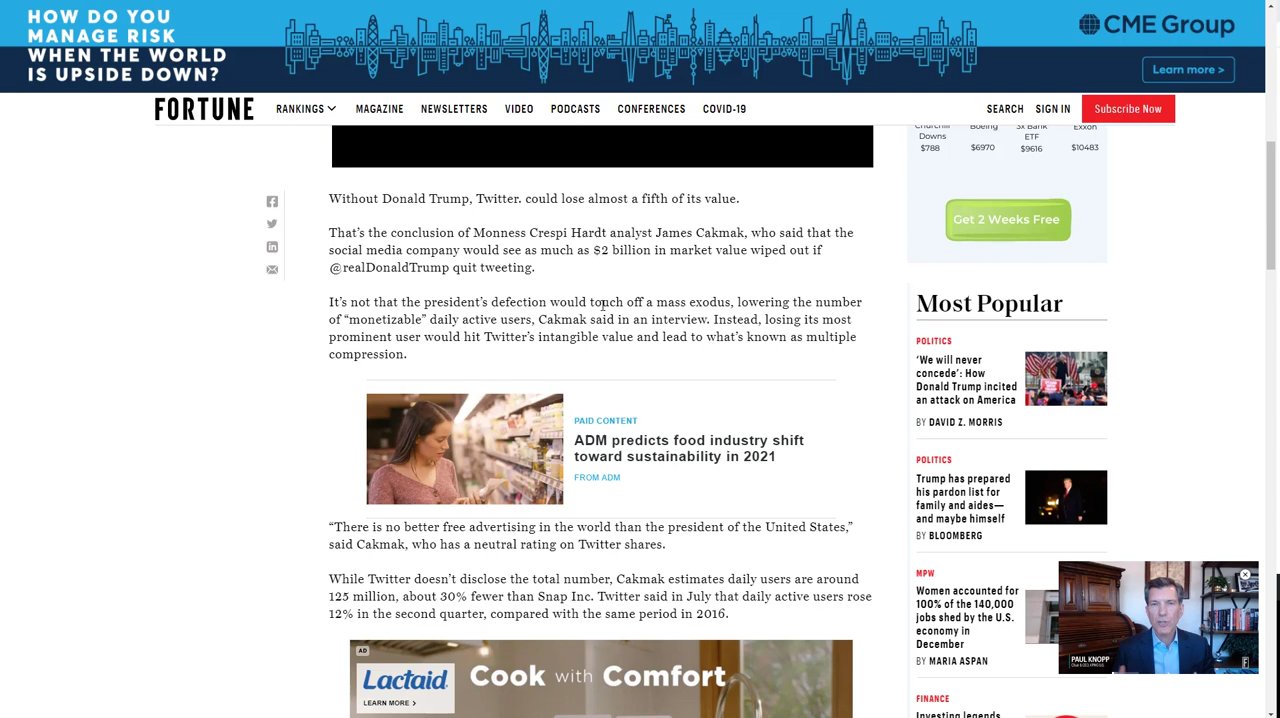 HOW DO YOU
MANAGE RISK
WHEN THE WORLD
IS UPSIDE DOWN?
CME Group
Learn more >
FORTUNE
RANKINGS
MAGAZINE
NEWSLETTERS
VIDEO
PODCASTS
CONFERENCES
COVID-19
SEARCH
SIGN IN
Subscribe Now
Without Donald Trump, Twitter. could lose almost a fifth of its value.
That’s the conclusion of Monness Crespi Hardt analyst James Cakmak, who said that the
social media company would see as much as $2 billion in market value wiped out if
@realDonaldTrump quit tweeting.
It’s not that the president’s defection would touch off a mass exodus, lowering the number
of “monetizable” daily active users, Cakmak said in an interview. Instead, losing its most
prominent user would hit Twitter’s intangible value and lead to what’s known as multiple
compression.
PAID CONTENT
ADM predicts food industry shift
toward sustainability in 2021
FROM ADM
“There is no better free advertising in the world than the president of the United States,”
said Cakmak, who has a neutral rating on Twitter shares.
While Twitter doesn’t disclose the total number, Cakmak estimates daily users are around
125 million, about 30% fewer than Snap Inc. Twitter said in July that daily active users rose
12% in the second quarter, compared with the same period in 2016.
AD
Lactaid
LEARN MORE >
Cook with Comfort
Churchill
Downs
$788
Boeing
$6970
3x Bank
ETF
$9616
Exxon
$10483
Get 2 Weeks Free
Most Popular
POLITICS
‘We will never
concede’: How
Donald Trump incited
an attack on America
BY DAVID Z. MORRIS
POLITICS
Trump has prepared
his pardon list for
family and aides—
and maybe himself
BY BLOOMBERG
MPW
Women accounted for
100% of the 140,000
jobs shed by the U.S.
economy in
December
BY MARIA ASPAN
FINANCE
Investing legends
PAUL KNOPP